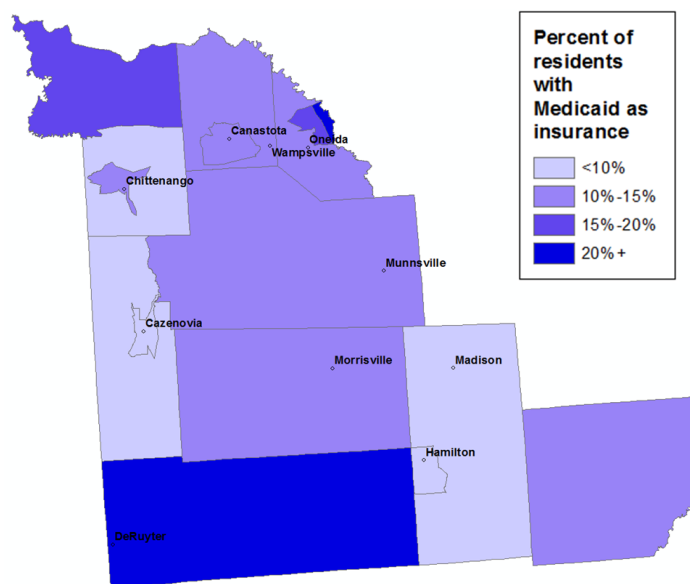 Percent of
residents
with
Medicaid as
insurance
<10%
10%-15%
15%-20%
20%+
Canastota
Oneida
Wampsville
Chittenango
Munnsville
Cazenovia
Morrisville
Madison
Hamilton
DeRuyter